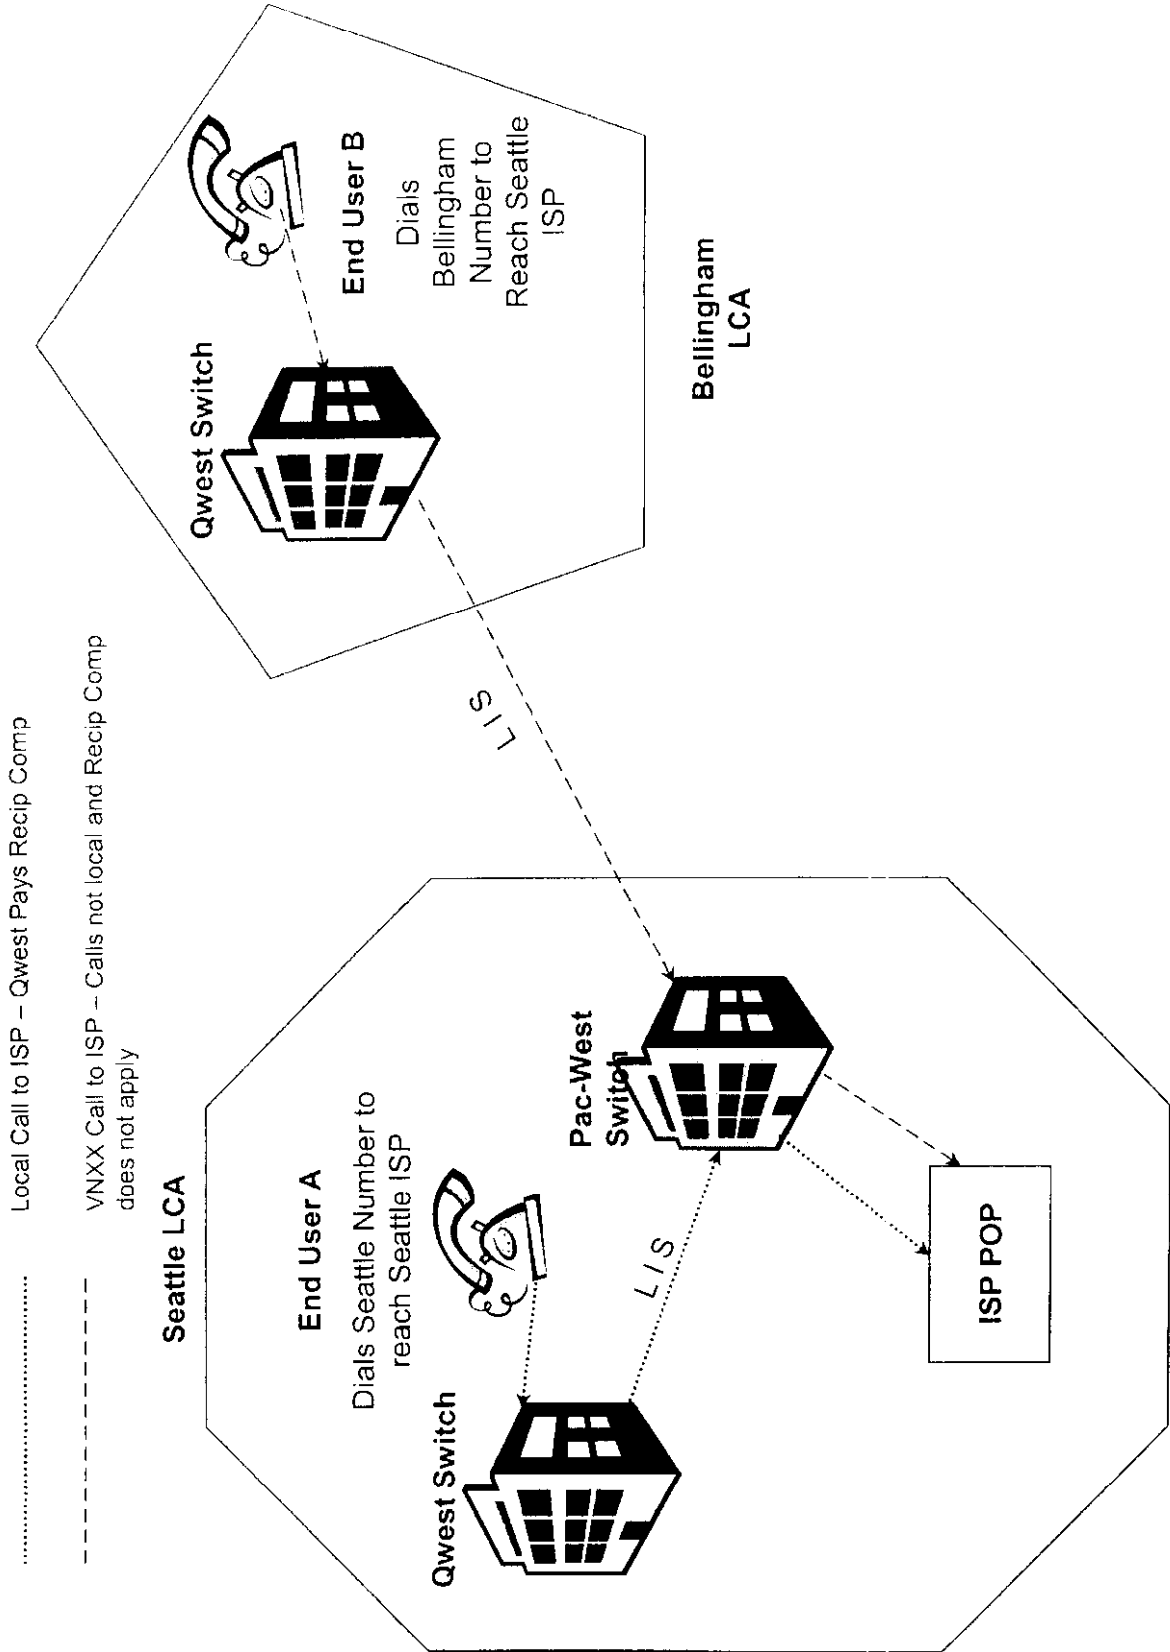 Local Call to ISP – Qwest Pays Recip Comp
VNXX Call to ISP – Calls not local and Recip Comp
does not apply
Seattle LCA
End User A
Dials Seattle Number to
reach Seattle ISP
Qwest Switch
LIS
Pac-West
Switch
ISP POP
LIS
Qwest Switch
End User B
Dials
Bellingham
Number to
Reach Seattle
ISP
Bellingham
LCA